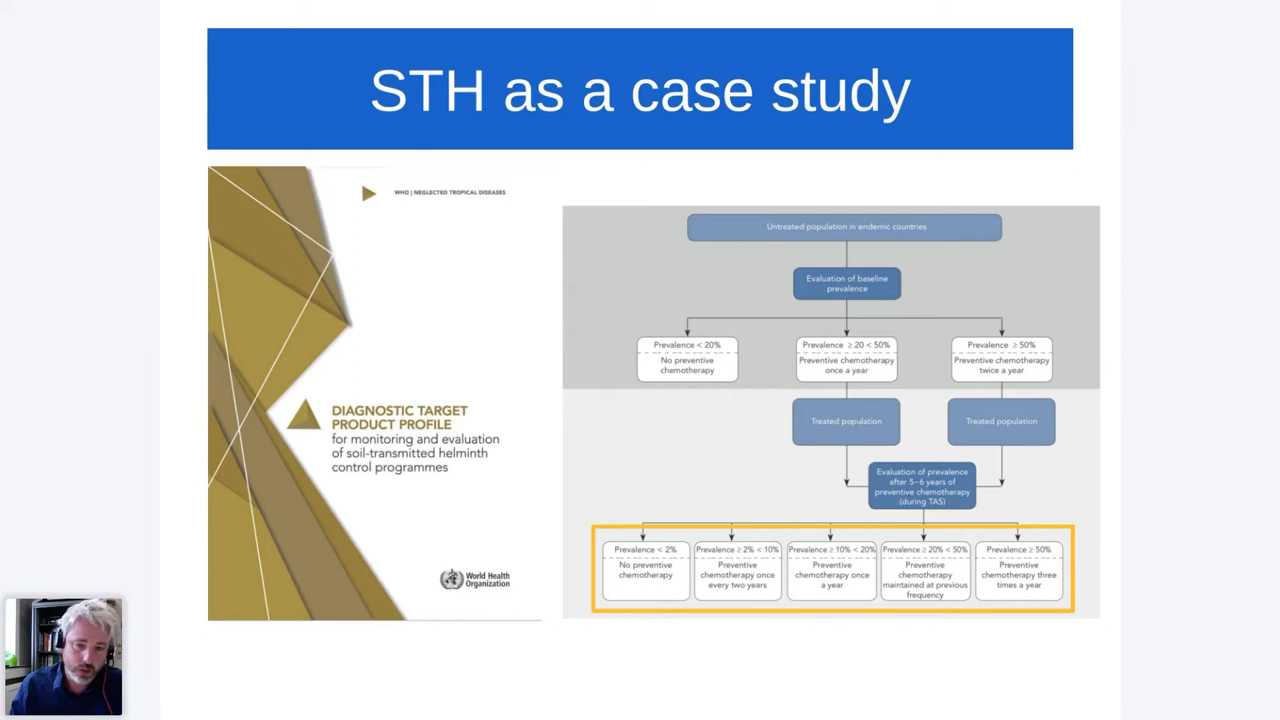 STH as a case study
WHO | NEGLECTED TROPICAL DISEASES
DIAGNOSTIC TARGET
PRODUCT PROFILE
for monitoring and evaluation
of soil-transmitted helminth
control programmes
World Health
Organization
Untreated population in endemic countries
Evaluation of baseline
prevalence
Prevalence < 20%
No preventive
chemotherapy
Prevalence ≥ 20 < 50%
Preventive chemotherapy
once a year
Prevalence ≥ 50%
Preventive chemotherapy
twice a year
Treated population
Treated population
Evaluation of prevalence
after 5–6 years of
preventive chemotherapy
(during TAS)
Prevalence < 2%
No preventive
chemotherapy
Prevalence ≥ 2% < 10%
Preventive
chemotherapy once
every two years
Prevalence ≥ 10% < 20%
Preventive
chemotherapy once
a year
Prevalence ≥ 20% < 50%
Preventive
chemotherapy
maintained at previous
frequency
Prevalence ≥ 50%
Preventive
chemotherapy three
times a year